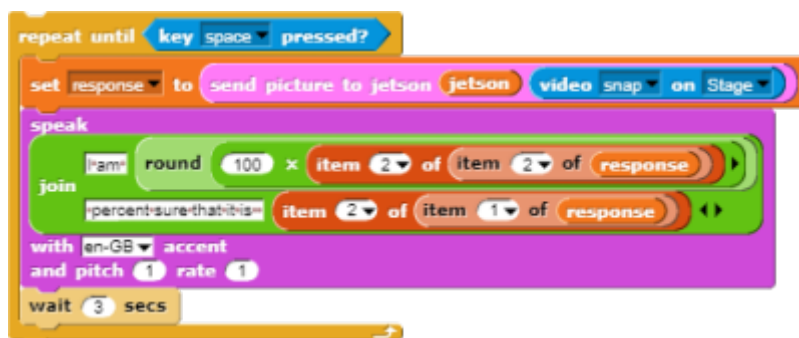 repeat until key space pressed?
set response to send picture to jetson jetson video snap on Stage
speak
I am round 100 × item 2 of item 2 of response
join
percent sure that it is item 2 of item 1 of response
with en-GB accent
and pitch 1 rate 1
wait 3 secs